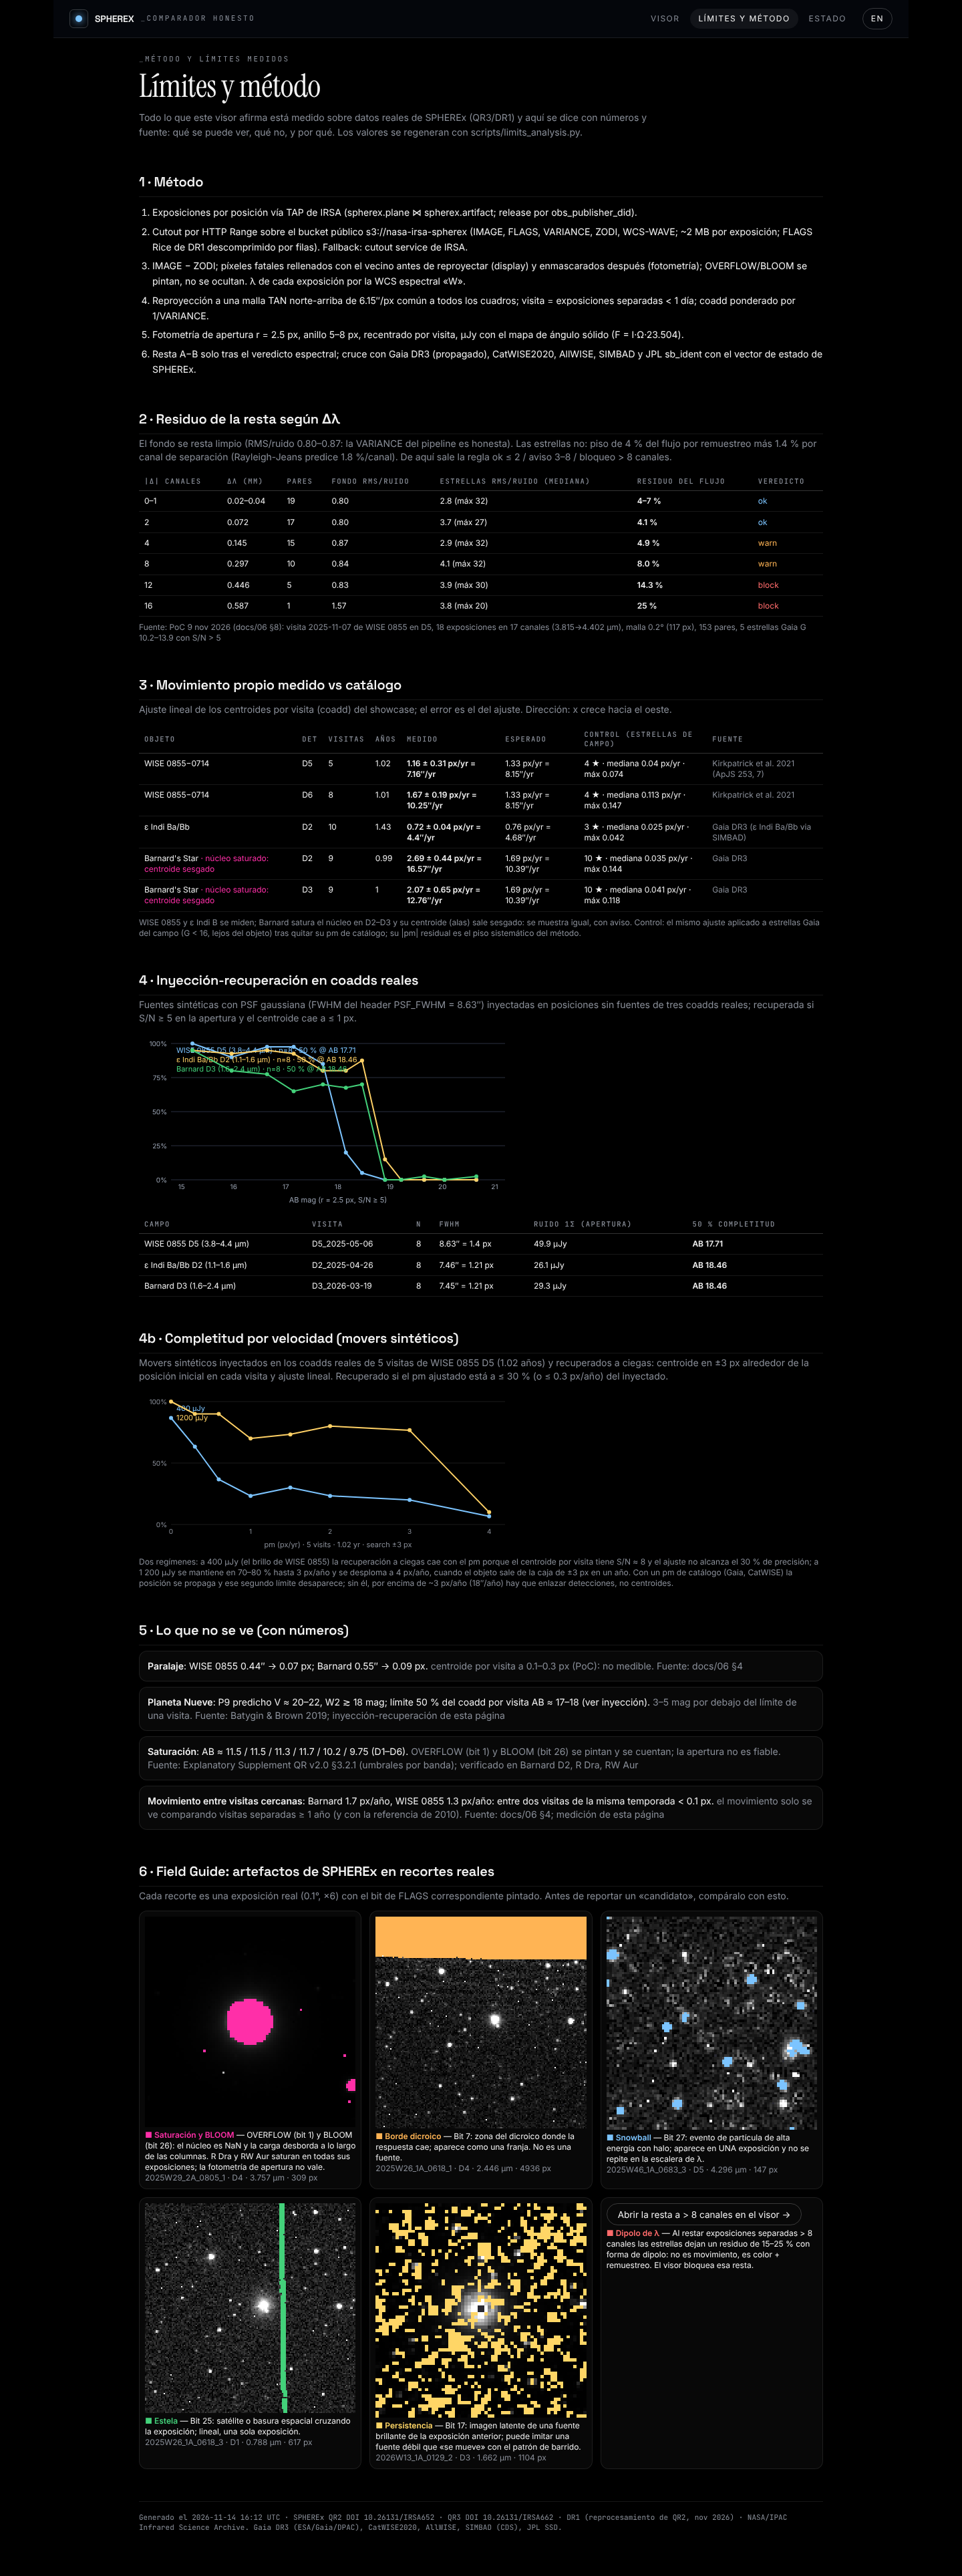 SPHEREX _COMPARADOR HONESTO
VISOR LÍMITES Y MÉTODO ESTADO EN
_MÉTODO Y LÍMITES MEDIDOS
Límites y método
Todo lo que este visor afirma está medido sobre datos reales de SPHEREx (QR3/DR1) y aquí se dice con números y
fuente: qué se puede ver, qué no, y por qué. Los valores se regeneran con scripts/limits_analysis.py.
1 · Método
1. Exposiciones por posición vía TAP de IRSA (spherex.plane ⋈ spherex.artifact; release por obs_publisher_did).
2. Cutout por HTTP Range sobre el bucket público s3://nasa-irsa-spherex (IMAGE, FLAGS, VARIANCE, ZODI, WCS-WAVE; ~2 MB por exposición; FLAGS
Rice de DR1 descomprimido por filas). Fallback: cutout service de IRSA.
3. IMAGE − ZODI; píxeles fatales rellenados con el vecino antes de reproyectar (display) y enmascarados después (fotometría); OVERFLOW/BLOOM se
pintan, no se ocultan. λ de cada exposición por la WCS espectral «W».
4. Reproyección a una malla TAN norte-arriba de 6.15″/px común a todos los cuadros; visita = exposiciones separadas < 1 día; coadd ponderado por
1/VARIANCE.
5. Fotometría de apertura r = 2.5 px, anillo 5–8 px, recentrado por visita, µJy con el mapa de ángulo sólido (F = I·Ω·23.504).
6. Resta A−B solo tras el veredicto espectral; cruce con Gaia DR3 (propagado), CatWISE2020, AllWISE, SIMBAD y JPL sb_ident con el vector de estado de
SPHEREx.
2 · Residuo de la resta según Δλ
El fondo se resta limpio (RMS/ruido 0.80–0.87: la VARIANCE del pipeline es honesta). Las estrellas no: piso de 4 % del flujo por remuestreo más 1.4 % por
canal de separación (Rayleigh-Jeans predice 1.8 %/canal). De aquí sale la regla ok ≤ 2 / aviso 3–8 / bloqueo > 8 canales.
|Δ| CANALES ΔΛ (ΜM) PARES FONDO RMS/RUIDO ESTRELLAS RMS/RUIDO (MEDIANA) RESIDUO DEL FLUJO VEREDICTO
0–1 0.02–0.04 19 0.80 2.8 (máx 32) 4–7 % ok
2 0.072 17 0.80 3.7 (máx 27) 4.1 % ok
4 0.145 15 0.87 2.9 (máx 32) 4.9 % warn
8 0.297 10 0.84 4.1 (máx 32) 8.0 % warn
12 0.446 5 0.83 3.9 (máx 30) 14.3 % block
16 0.587 1 1.57 3.8 (máx 20) 25 % block
Fuente: PoC 9 nov 2026 (docs/06 §8): visita 2025-11-07 de WISE 0855 en D5, 18 exposiciones en 17 canales (3.815→4.402 µm), malla 0.2° (117 px), 153 pares, 5 estrellas Gaia G
10.2–13.9 con S/N > 5
3 · Movimiento propio medido vs catálogo
Ajuste lineal de los centroides por visita (coadd) del showcase; el error es el del ajuste. Dirección: x crece hacia el oeste.
OBJETO DET VISITAS AÑOS MEDIDO ESPERADO CONTROL (ESTRELLAS DE CAMPO) FUENTE
WISE 0855−0714 D5 5 1.02 1.16 ± 0.31 px/yr = 7.16″/yr 1.33 px/yr = 8.15″/yr 4 ★ · mediana 0.04 px/yr · máx 0.074 Kirkpatrick et al. 2021 (ApJS 253, 7)
WISE 0855−0714 D6 8 1.01 1.67 ± 0.19 px/yr = 10.25″/yr 1.33 px/yr = 8.15″/yr 4 ★ · mediana 0.113 px/yr · máx 0.147 Kirkpatrick et al. 2021
ε Indi Ba/Bb D2 10 1.43 0.72 ± 0.04 px/yr = 4.4″/yr 0.76 px/yr = 4.68″/yr 3 ★ · mediana 0.025 px/yr · máx 0.042 Gaia DR3 (ε Indi Ba/Bb vía SIMBAD)
Barnard's Star · núcleo saturado: centroide sesgado D2 9 0.99 2.69 ± 0.44 px/yr = 16.57″/yr 1.69 px/yr = 10.39″/yr 10 ★ · mediana 0.035 px/yr · máx 0.144 Gaia DR3
Barnard's Star · núcleo saturado: centroide sesgado D3 9 1 2.07 ± 0.65 px/yr = 12.76″/yr 1.69 px/yr = 10.39″/yr 10 ★ · mediana 0.041 px/yr · máx 0.118 Gaia DR3
WISE 0855 y ε Indi B se miden; Barnard satura el núcleo en D2–D3 y su centroide (alas) sale sesgado: se muestra igual, con aviso. Control: el mismo ajuste aplicado a estrellas Gaia
del campo (G < 16, lejos del objeto) tras quitar su pm de catálogo; su |pm| residual es el piso sistemático del método.
4 · Inyección-recuperación en coadds reales
Fuentes sintéticas con PSF gaussiana (FWHM del header PSF_FWHM = 8.63″) inyectadas en posiciones sin fuentes de tres coadds reales; recuperada si
S/N ≥ 5 en la apertura y el centroide cae a ≤ 1 px.
100%
WISE 0855 D5 (3.8–4.4 µm) · n=8 · 50 % @ AB 17.71
ε Indi Ba/Bb D2 (1.1–1.6 µm) · n=8 · 50 % @ AB 18.46
Barnard D3 (1.6–2.4 µm) · n=8 · 50 % @ AB 18.46
75%
50%
25%
0%
15 16 17 18 19 20 21
AB mag (r = 2.5 px, S/N ≥ 5)
CAMPO VISITA N FWHM RUIDO 1Σ (APERTURA) 50 % COMPLETITUD
WISE 0855 D5 (3.8–4.4 µm) D5_2025-05-06 8 8.63″ = 1.4 px 49.9 µJy AB 17.71
ε Indi Ba/Bb D2 (1.1–1.6 µm) D2_2025-04-26 8 7.46″ = 1.21 px 26.1 µJy AB 18.46
Barnard D3 (1.6–2.4 µm) D3_2026-03-19 8 7.45″ = 1.21 px 29.3 µJy AB 18.46
4b · Completitud por velocidad (movers sintéticos)
Movers sintéticos inyectados en los coadds reales de 5 visitas de WISE 0855 D5 (1.02 años) y recuperados a ciegas: centroide en ±3 px alrededor de la
posición inicial en cada visita y ajuste lineal. Recuperado si el pm ajustado está a ≤ 30 % (o ≤ 0.3 px/año) del inyectado.
100%
400 µJy
1200 µJy
50%
0%
0 1 2 3 4
pm (px/yr) · 5 visits · 1.02 yr · search ±3 px
Dos regímenes: a 400 µJy (el brillo de WISE 0855) la recuperación a ciegas cae con el pm porque el centroide por visita tiene S/N ≈ 8 y el ajuste no alcanza el 30 % de precisión; a
1 200 µJy se mantiene en 70–80 % hasta 3 px/año y se desploma a 4 px/año, cuando el objeto sale de la caja de ±3 px en un año. Con un pm de catálogo (Gaia, CatWISE) la
posición se propaga y ese segundo límite desaparece; sin él, por encima de ~3 px/año (18″/año) hay que enlazar detecciones, no centroides.
5 · Lo que no se ve (con números)
Paralaje: WISE 0855 0.44″ → 0.07 px; Barnard 0.55″ → 0.09 px. centroide por visita a 0.1–0.3 px (PoC): no medible. Fuente: docs/06 §4
Planeta Nueve: P9 predicho V ≈ 20–22, W2 ≳ 18 mag; límite 50 % del coadd por visita AB ≈ 17–18 (ver inyección). 3–5 mag por debajo del límite de
una visita. Fuente: Batygin & Brown 2019; inyección-recuperación de esta página
Saturación: AB ≈ 11.5 / 11.5 / 11.3 / 11.7 / 10.2 / 9.75 (D1–D6). OVERFLOW (bit 1) y BLOOM (bit 26) se pintan y se cuentan; la apertura no es fiable.
Fuente: Explanatory Supplement QR v2.0 §3.2.1 (umbrales por banda); verificado en Barnard D2, R Dra, RW Aur
Movimiento entre visitas cercanas: Barnard 1.7 px/año, WISE 0855 1.3 px/año: entre dos visitas de la misma temporada < 0.1 px. el movimiento solo se
ve comparando visitas separadas ≥ 1 año (y con la referencia de 2010). Fuente: docs/06 §4; medición de esta página
6 · Field Guide: artefactos de SPHEREx en recortes reales
Cada recorte es una exposición real (0.1°, ×6) con el bit de FLAGS correspondiente pintado. Antes de reportar un «candidato», compáralo con esto.
■ Saturación y BLOOM — OVERFLOW (bit 1) y BLOOM
(bit 26): el núcleo es NaN y la carga desborda a lo largo
de las columnas. R Dra y RW Aur saturan en todas sus
exposiciones; la fotometría de apertura no vale.
2025W29_2A_0805_1 · D4 · 3.757 µm · 309 px
■ Borde dicroico — Bit 7: zona del dicroico donde la
respuesta cae; aparece como una franja. No es una
fuente.
2025W26_1A_0618_1 · D4 · 2.446 µm · 4936 px
■ Snowball — Bit 27: evento de partícula de alta
energía con halo; aparece en UNA exposición y no se
repite en la escalera de λ.
2025W46_1A_0683_3 · D5 · 4.296 µm · 147 px
■ Estela — Bit 25: satélite o basura espacial cruzando
la exposición; lineal, una sola exposición.
2025W26_1A_0618_3 · D1 · 0.788 µm · 617 px
■ Persistencia — Bit 17: imagen latente de una fuente
brillante de la exposición anterior; puede imitar una
fuente débil que «se mueve» con el patrón de barrido.
2026W13_1A_0129_2 · D3 · 1.662 µm · 1104 px
Abrir la resta a > 8 canales en el visor →
■ Dipolo de λ — Al restar exposiciones separadas > 8
canales las estrellas dejan un residuo de 15–25 % con
forma de dipolo: no es movimiento, es color +
remuestreo. El visor bloquea esa resta.
Generado el 2026-11-14 16:12 UTC · SPHEREx QR2 DOI 10.26131/IRSA652 · QR3 DOI 10.26131/IRSA662 · DR1 (reprocesamiento de QR2, nov 2026) · NASA/IPAC
Infrared Science Archive. Gaia DR3 (ESA/Gaia/DPAC), CatWISE2020, AllWISE, SIMBAD (CDS), JPL SSD.